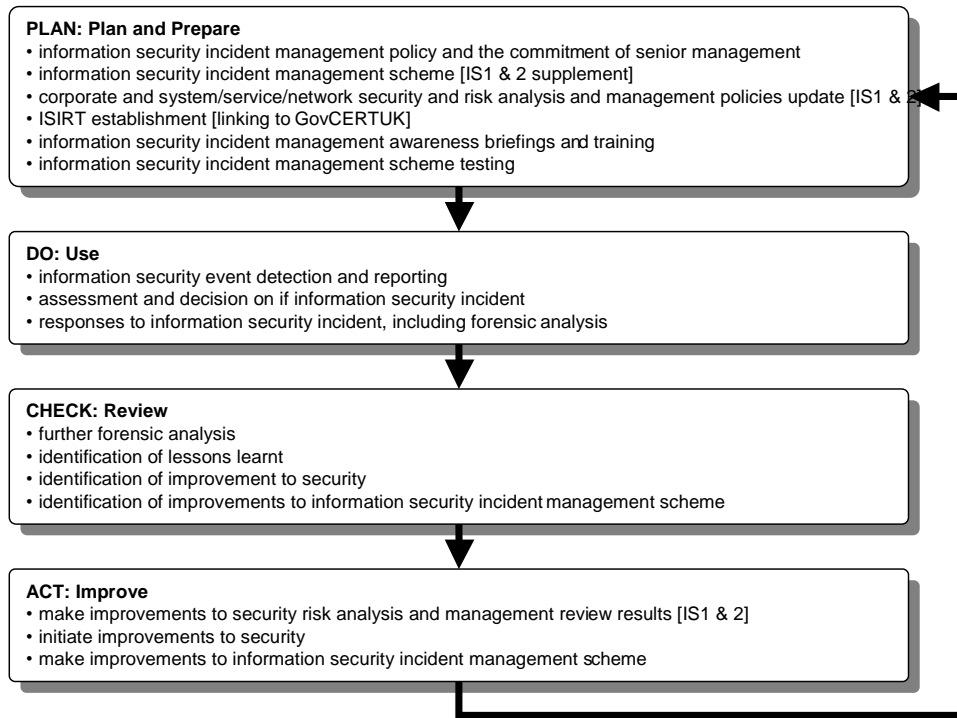 PLAN: Plan and Prepare
• information security incident management policy and the commitment of senior management
• information security incident management scheme [IS1 & 2 supplement]
• corporate and system/service/network security and risk analysis and management policies update [IS1 & 2]
• ISIRT establishment [linking to GovCERTUK]
• information security incident management awareness briefings and training
• information security incident management scheme testing
DO: Use
• information security event detection and reporting
• assessment and decision on if information security incident
• responses to information security incident, including forensic analysis
CHECK: Review
• further forensic analysis
• identification of lessons learnt
• identification of improvement to security
• identification of improvements to information security incident management scheme
ACT: Improve
• make improvements to security risk analysis and management review results [IS1 & 2]
• initiate improvements to security
• make improvements to information security incident management scheme